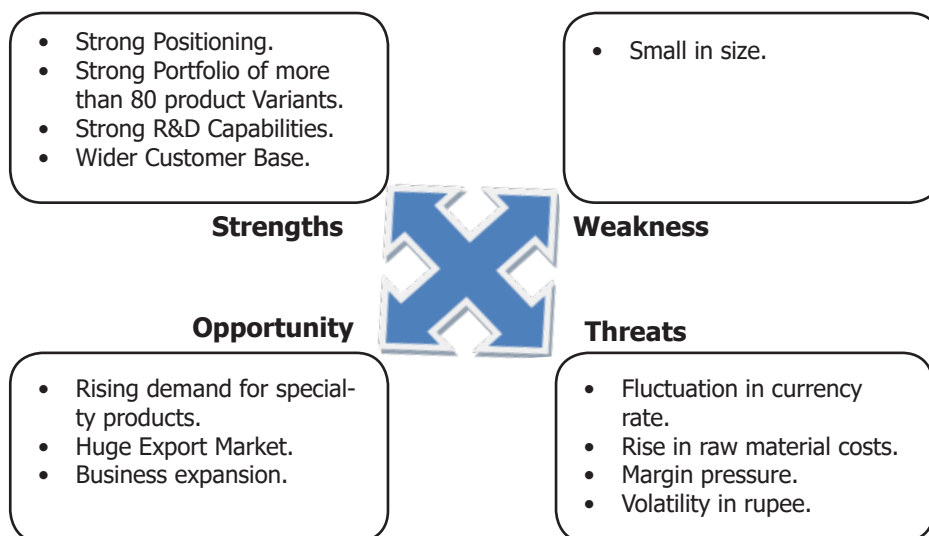 • Strong Positioning.
• Strong Portfolio of more
than 80 product Variants.
• Strong R&D Capabilities.
• Wider Customer Base.
• Small in size.
Strengths
Weakness
Opportunity
Threats
• Rising demand for special-
ty products.
• Huge Export Market.
• Business expansion.
• Fluctuation in currency
rate.
• Rise in raw material costs.
• Margin pressure.
• Volatility in rupee.